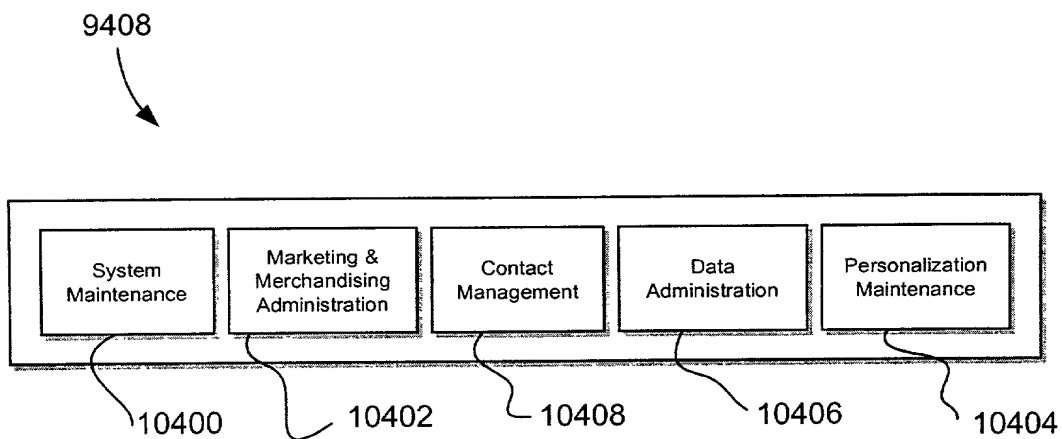 9408
System
Maintenance
Marketing &
Merchandising
Administration
Contact
Management
Data
Administration
Personalization
Maintenance
10400
10402
10408
10406
10404